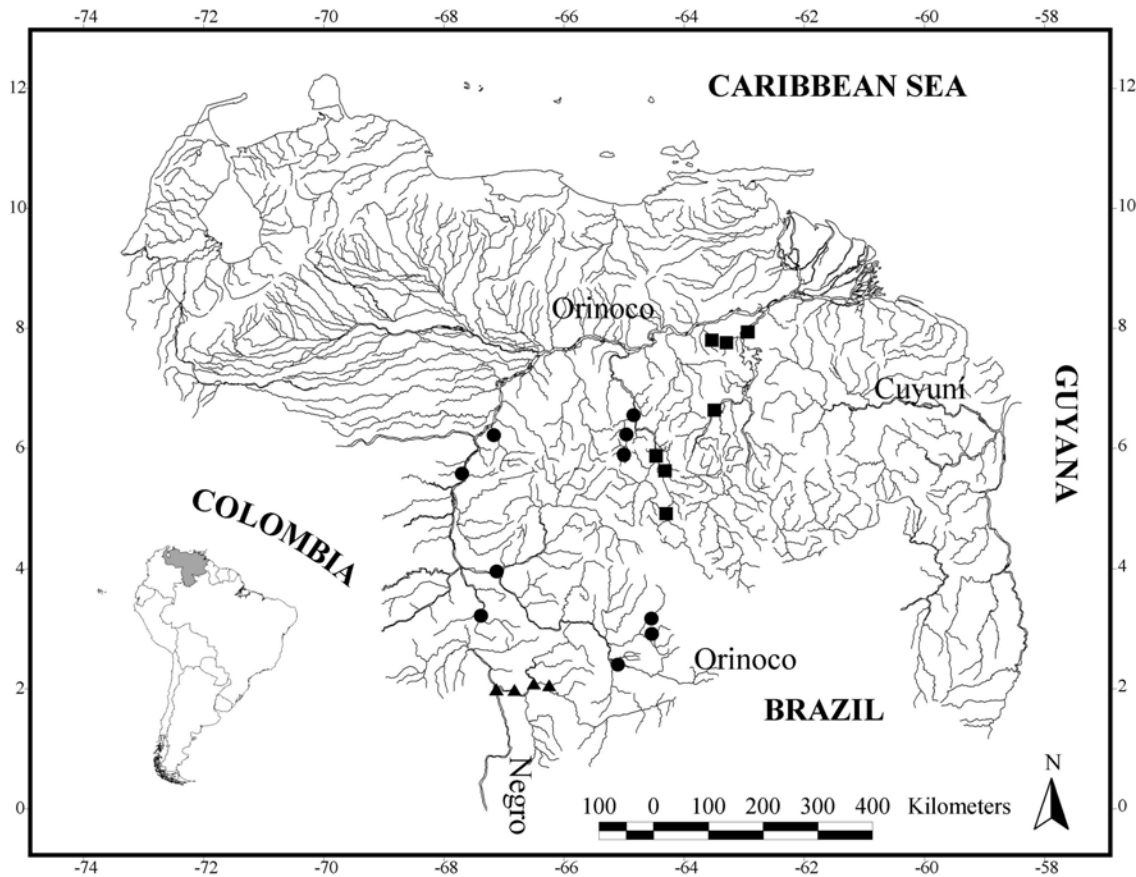 -74 -72 -70 -68 -66 -64 -62 -60 -58
CARIBBEAN SEA
12 12
10 10
Orinoco
8 8
Cuyuní
GUYANA
6 6
COLOMBIA
4 4
Orinoco
2 2
BRAZIL
Negro
N
100 0 100 200 300 400 Kilometers
0 0
-74 -72 -70 -68 -66 -64 -62 -60 -58